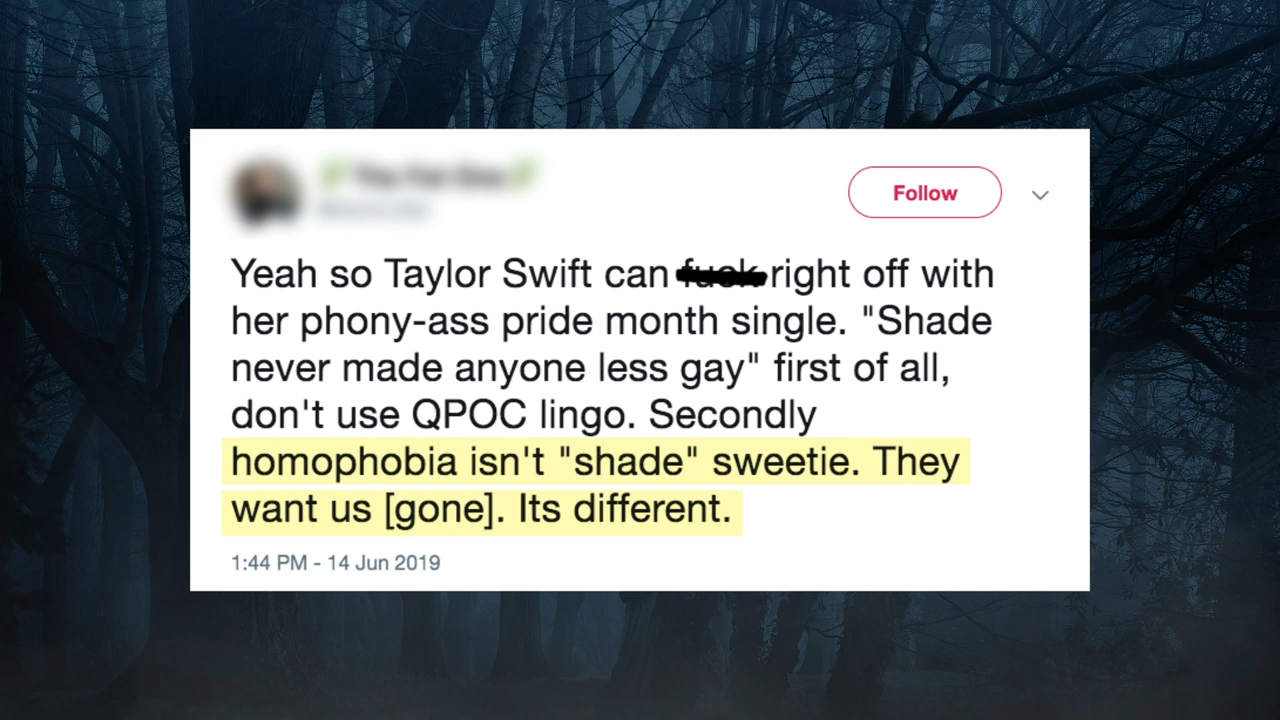 Follow
Yeah so Taylor Swift can fuck right off with
her phony-ass pride month single. "Shade
never made anyone less gay" first of all,
don't use QPOC lingo. Secondly
homophobia isn't "shade" sweetie. They
want us [gone]. Its different.
1:44 PM - 14 Jun 2019